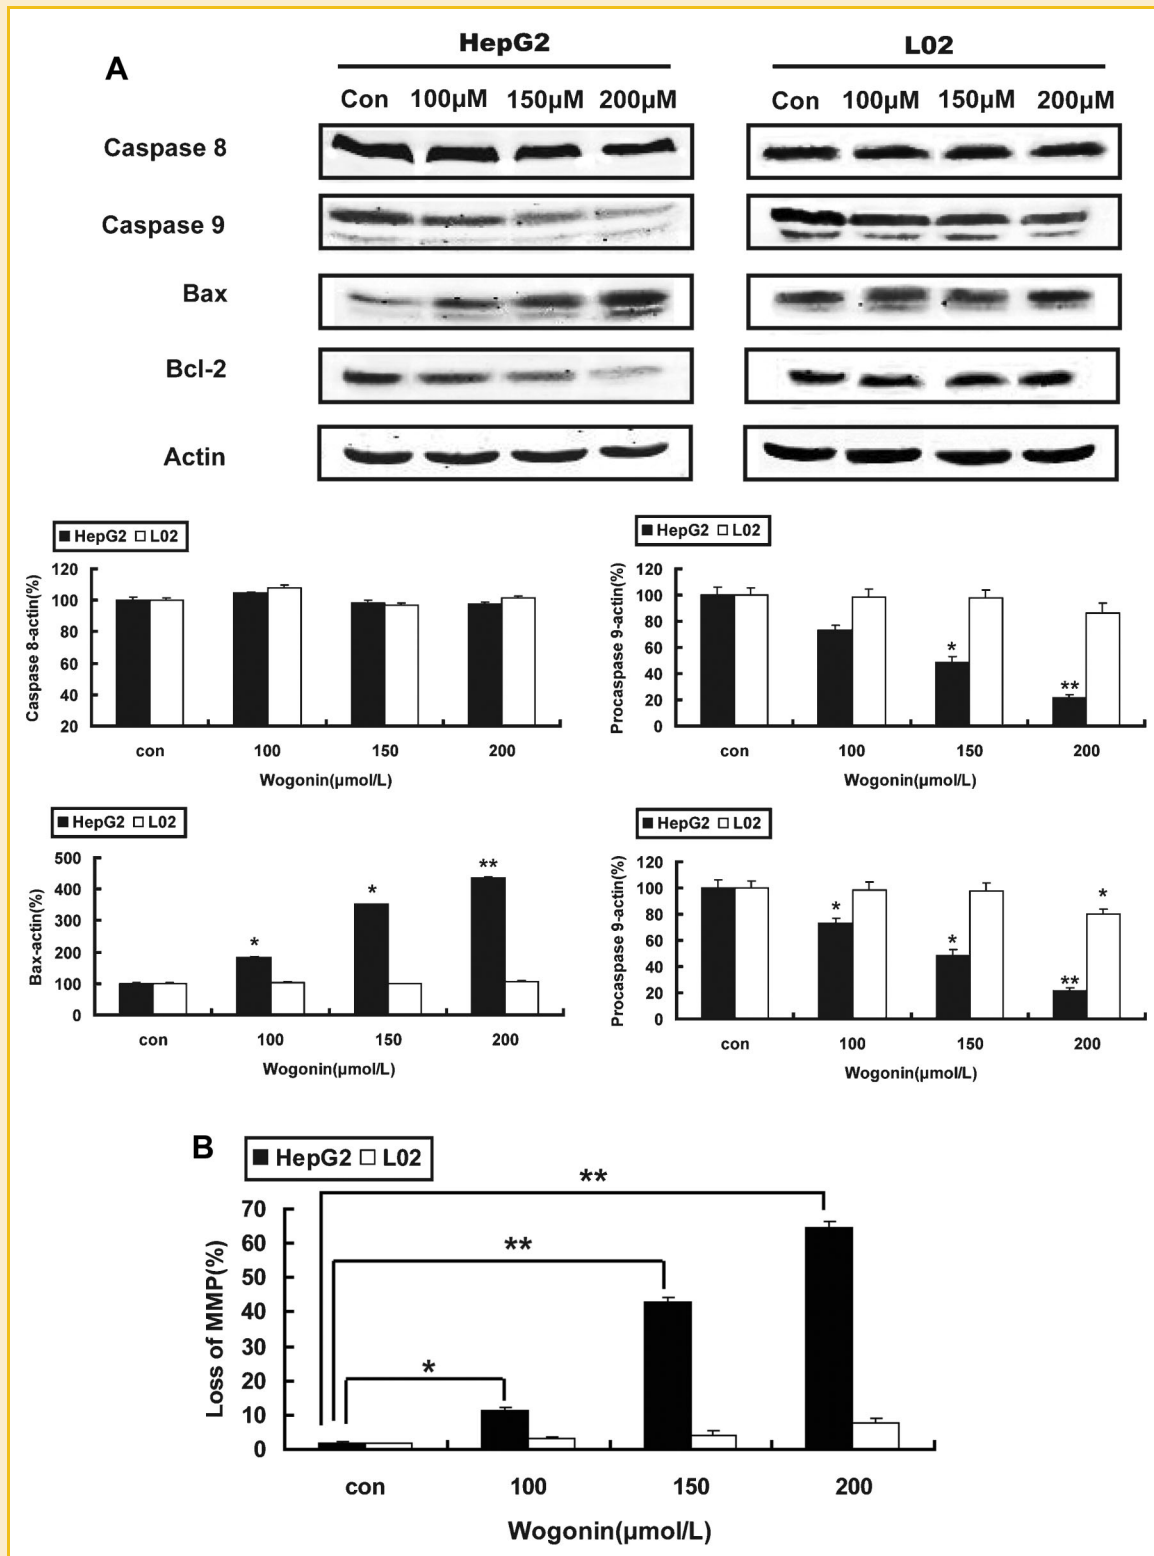 A
HepG2
L02
Con 100μM 150μM 200μM
Con 100μM 150μM 200μM
Caspase 8
Caspase 9
Bax
Bcl-2
Actin
HepG2 L02
Caspase 8-actin(%)
120
100
80
60
40
20
con 100 150 200
Wogonin(μmol/L)
HepG2 L02
Procaspase 9-actin(%)
120
100
80
60
40
20
0
*
**
con 100 150 200
Wogonin(μmol/L)
HepG2 L02
Bax-actin(%)
500
400
300
200
100
0
*
*
**
con 100 150 200
Wogonin(μmol/L)
HepG2 L02
Procaspase 9-actin(%)
120
100
80
60
40
20
0
*
*
**
*
con 100 150 200
Wogonin(μmol/L)
B
HepG2 L02
Loss of MMP(%)
70
60
50
40
30
20
10
0
**
**
*
con 100 150 200
Wogonin(μmol/L)